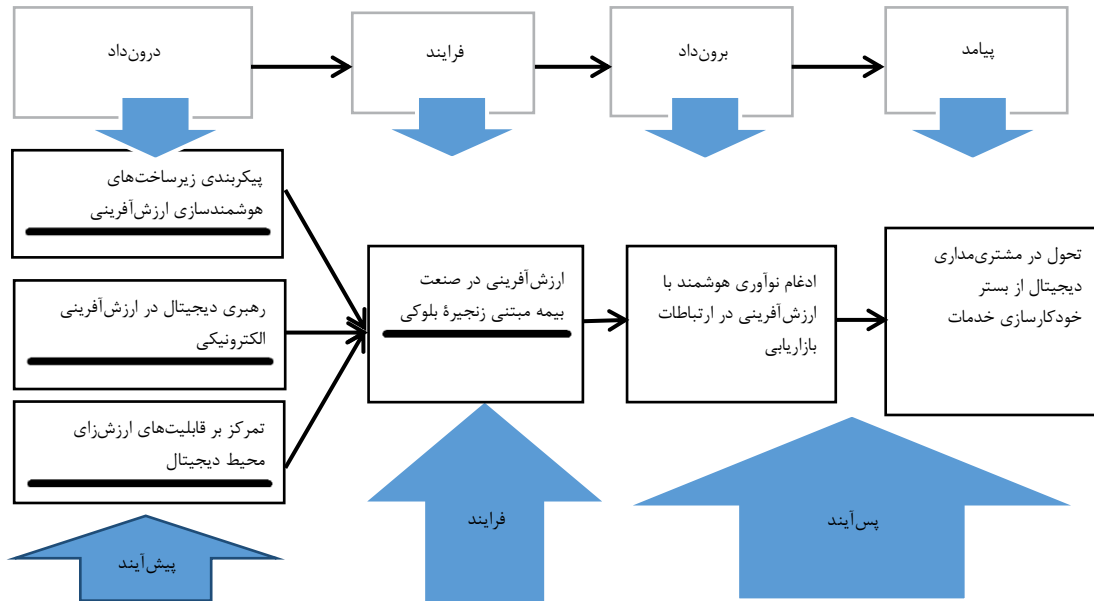 درون‌داد
فرایند
برون‌داد
پیامد
پیکربندی زیرساخت‌های
هوشمندسازی ارزش‌آفرینی
رهبری دیجیتال در ارزش‌آفرینی
الکترونیکی
تمرکز بر قابلیت‌های ارزش‌زای
محیط دیجیتال
ارزش‌آفرینی در صنعت
بیمه مبتنی زنجیرۀ بلوکی
ادغام نوآوری هوشمند با
ارزش‌آفرینی در ارتباطات
بازاریابی
تحول در مشتری‌مداری
دیجیتال از بستر
خودکارسازی خدمات
پیش‌آیند
فرایند
پس‌آیند